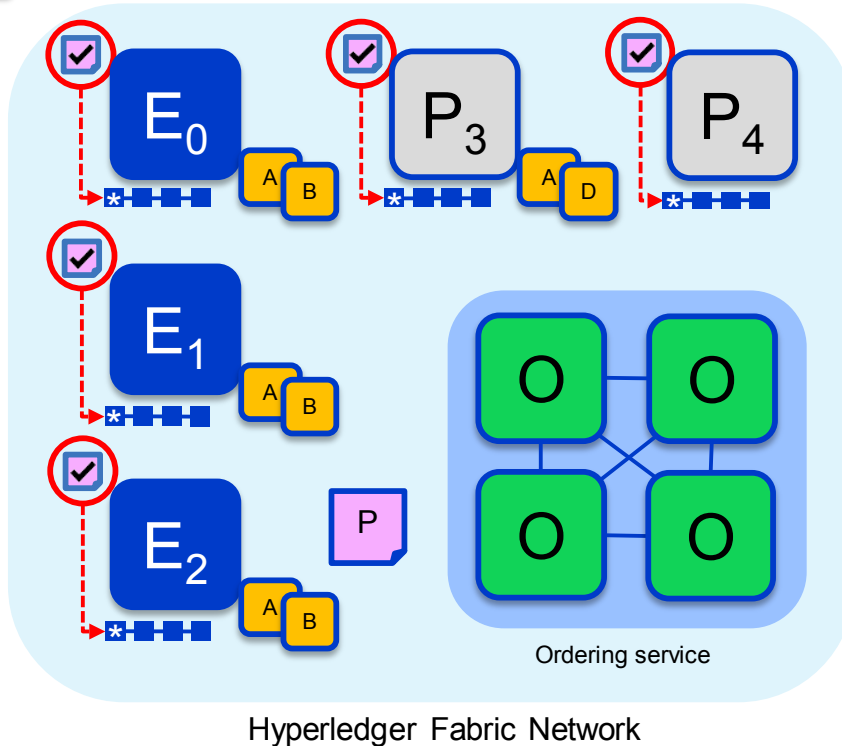 E0
P3
P4
A
B
A
D
*
*
*
E1
A
B
*
O
O
E2
P
O
O
A
B
*
Ordering service
Hyperledger Fabric Network